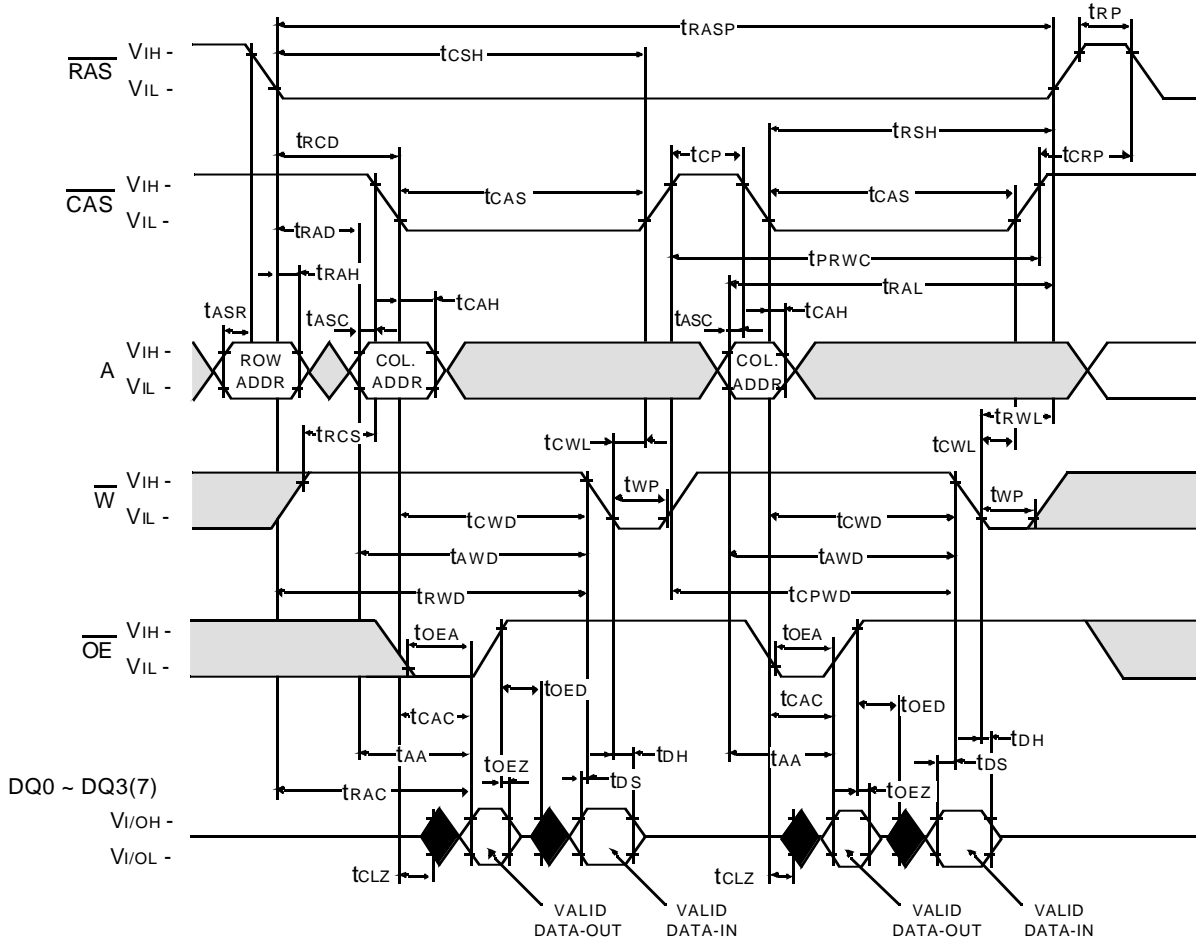 tRP
tRASP
tCSH
RAS
VIH -
VIL -
tRSH
tRCD
tCP
tCRP
CAS
VIH -
VIL -
tCAS
tCAS
tRAD
tPRWC
tRAH
tRAL
tASR
tASC
tCAH
tASC
tCAH
A
VIH -
VIL -
ROW
ADDR
COL.
ADDR
COL.
ADDR
tRWL
tRCS
tCWL
tCWL
W
VIH -
VIL -
tWP
tWP
tCWD
tCWD
tAWD
tAWD
tRWD
tCPWD
OE
VIH -
VIL -
tOEA
tOEA
tOED
tOED
tCAC
tCAC
tAA
tDH
tAA
tDH
tOEZ
tDS
tOEZ
tDS
DQ0 ~ DQ3(7)
tRAC
VI/OH -
VI/OL -
tCLZ
tCLZ
VALID
DATA-OUT
VALID
DATA-IN
VALID
DATA-OUT
VALID
DATA-IN